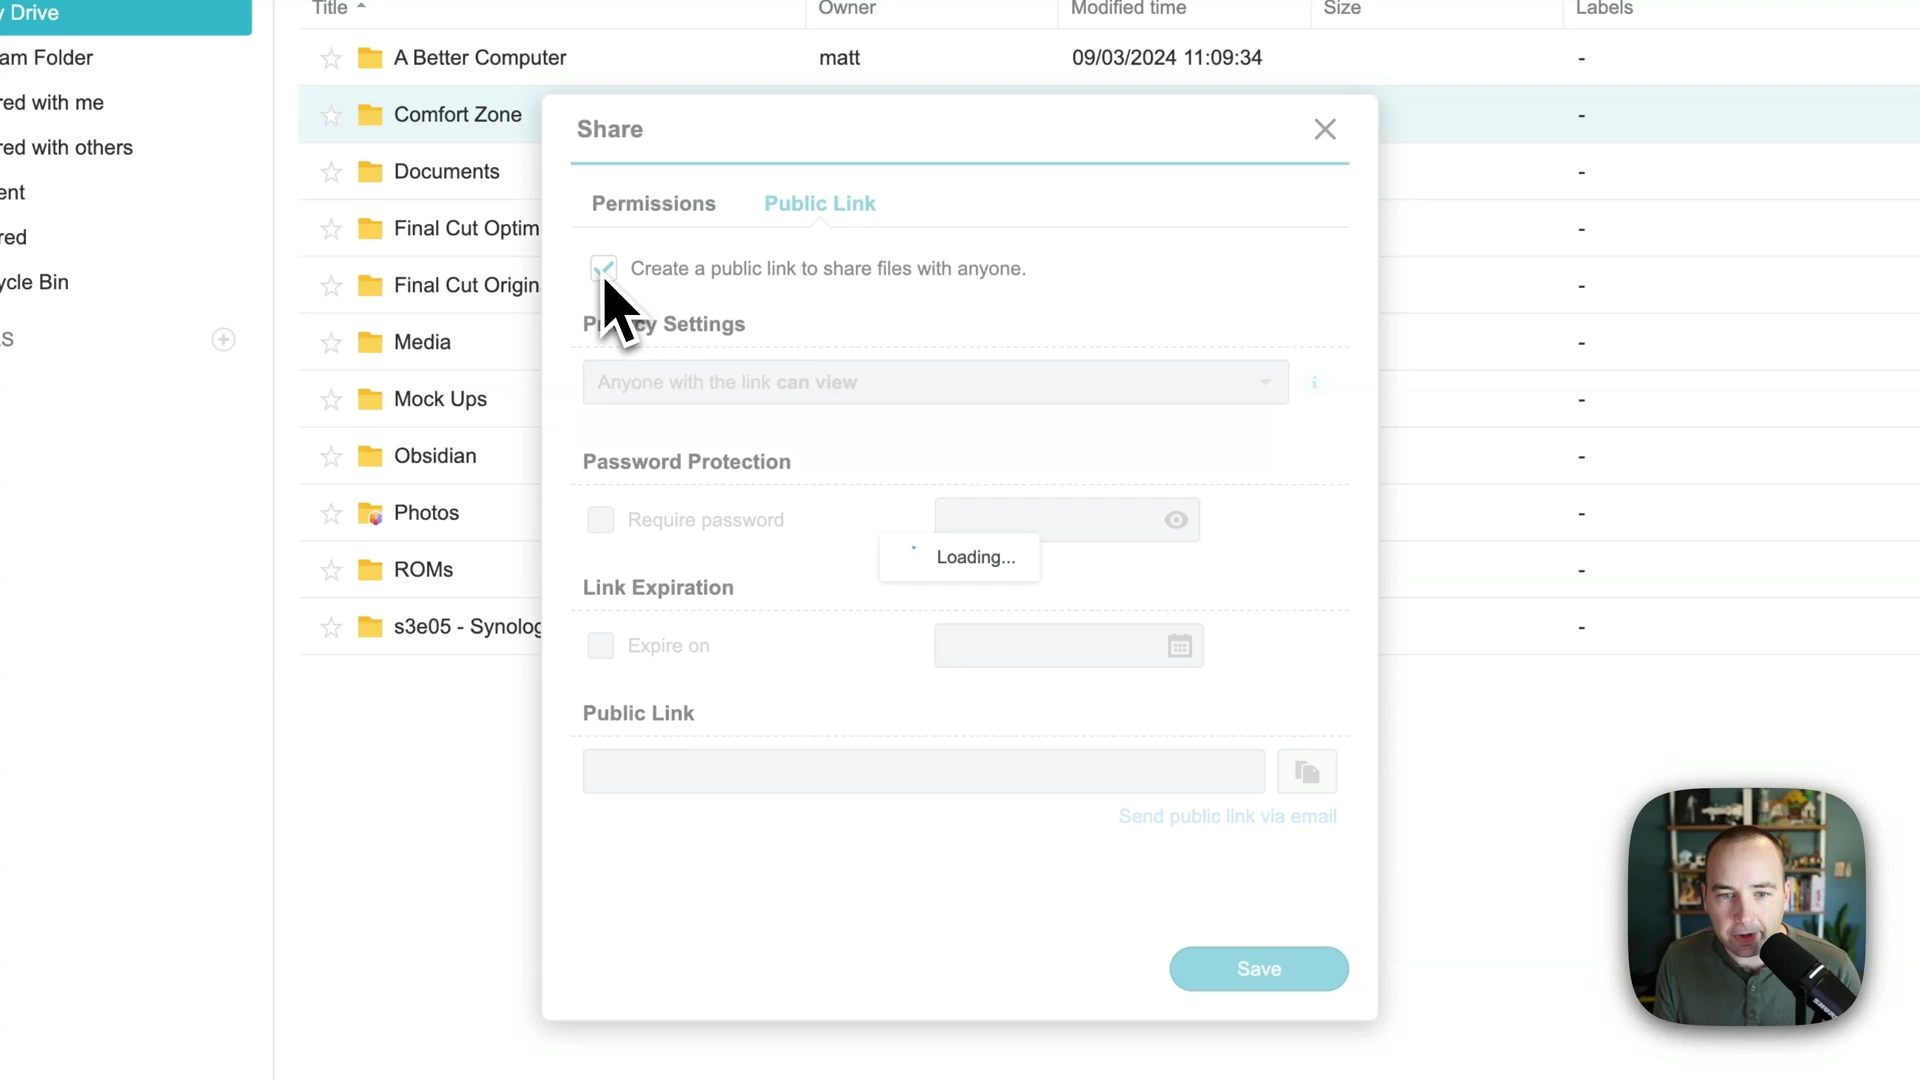 Title Owner Modified time Size Labels
y Drive
am Folder
red with me
red with others
ent
red
ycle Bin
S
A Better Computer matt 09/03/2024 11:09:34 -
Comfort Zone -
Documents -
Final Cut Optim -
Final Cut Origin -
Media -
Mock Ups -
Obsidian -
Photos -
ROMs -
s3e05 - Synolog -
Share
Permissions Public Link
Create a public link to share files with anyone.
P cy Settings
Anyone with the link can view
Password Protection
Require password
Loading...
Link Expiration
Expire on
Public Link
Send public link via email
Save